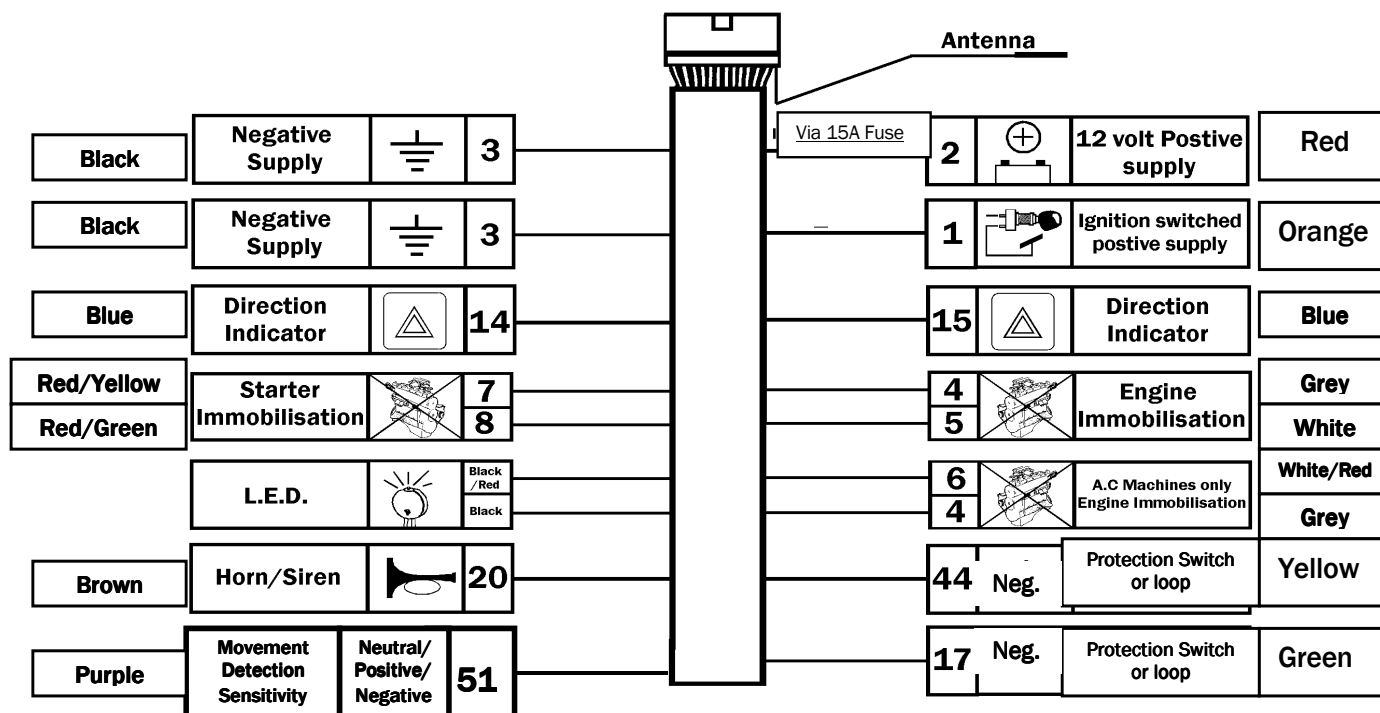 Antenna
Black
Negative
Supply
3
Via 15A Fuse
2
12 volt Postive
supply
Red
Black
Negative
Supply
3
1
Ignition switched
postive supply
Orange
Blue
Direction
Indicator
14
15
Direction
Indicator
Blue
Red/Yellow
Red/Green
Starter
Immobilisation
7
8
4
5
Engine
Immobilisation
Grey
White
L.E.D.
Black
/Red
Black
6
4
A.C Machines only
Engine Immobilisation
White/Red
Grey
Brown
Horn/Siren
20
44
Neg.
Protection Switch
or loop
Yellow
Purple
Movement
Detection
Sensitivity
Neutral/
Positive/
Negative
51
17
Neg.
Protection Switch
or loop
Green